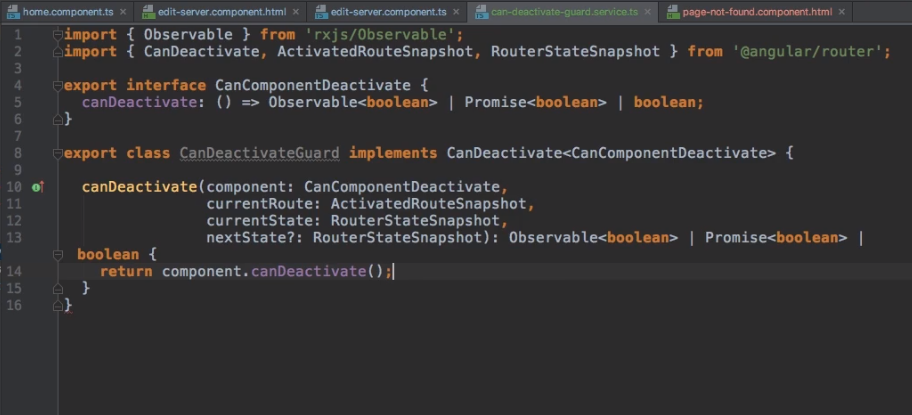 home.component.ts × edit-server.component.html × edit-server.component.ts × can-deactivate-guard.service.ts × page-not-found.component.html ×
1 import { Observable } from 'rxjs/Observable';
2 import { CanDeactivate, ActivatedRouteSnapshot, RouterStateSnapshot } from '@angular/router';
3
4 export interface CanComponentDeactivate {
5 canDeactivate: () => Observable<boolean> | Promise<boolean> | boolean;
6 }
7
8 export class CanDeactivateGuard implements CanDeactivate<CanComponentDeactivate> {
9
10 canDeactivate(component: CanComponentDeactivate,
11 currentRoute: ActivatedRouteSnapshot,
12 currentState: RouterStateSnapshot,
13 nextState?: RouterStateSnapshot): Observable<boolean> | Promise<boolean> |
boolean {
14 return component.canDeactivate();
15 }
16 }